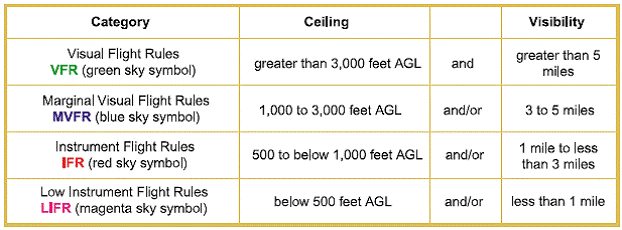 Category Ceiling Visibility
Visual Flight Rules
VFR (green sky symbol)
greater than 3,000 feet AGL
and
greater than 5
miles
Marginal Visual Flight Rules
MVFR (blue sky symbol)
1,000 to 3,000 feet AGL
and/or
3 to 5 miles
Instrument Flight Rules
IFR (red sky symbol)
500 to below 1,000 feet AGL
and/or
1 mile to less
than 3 miles
Low Instrument Flight Rules
LIFR (magenta sky symbol)
below 500 feet AGL
and/or
less than 1 mile